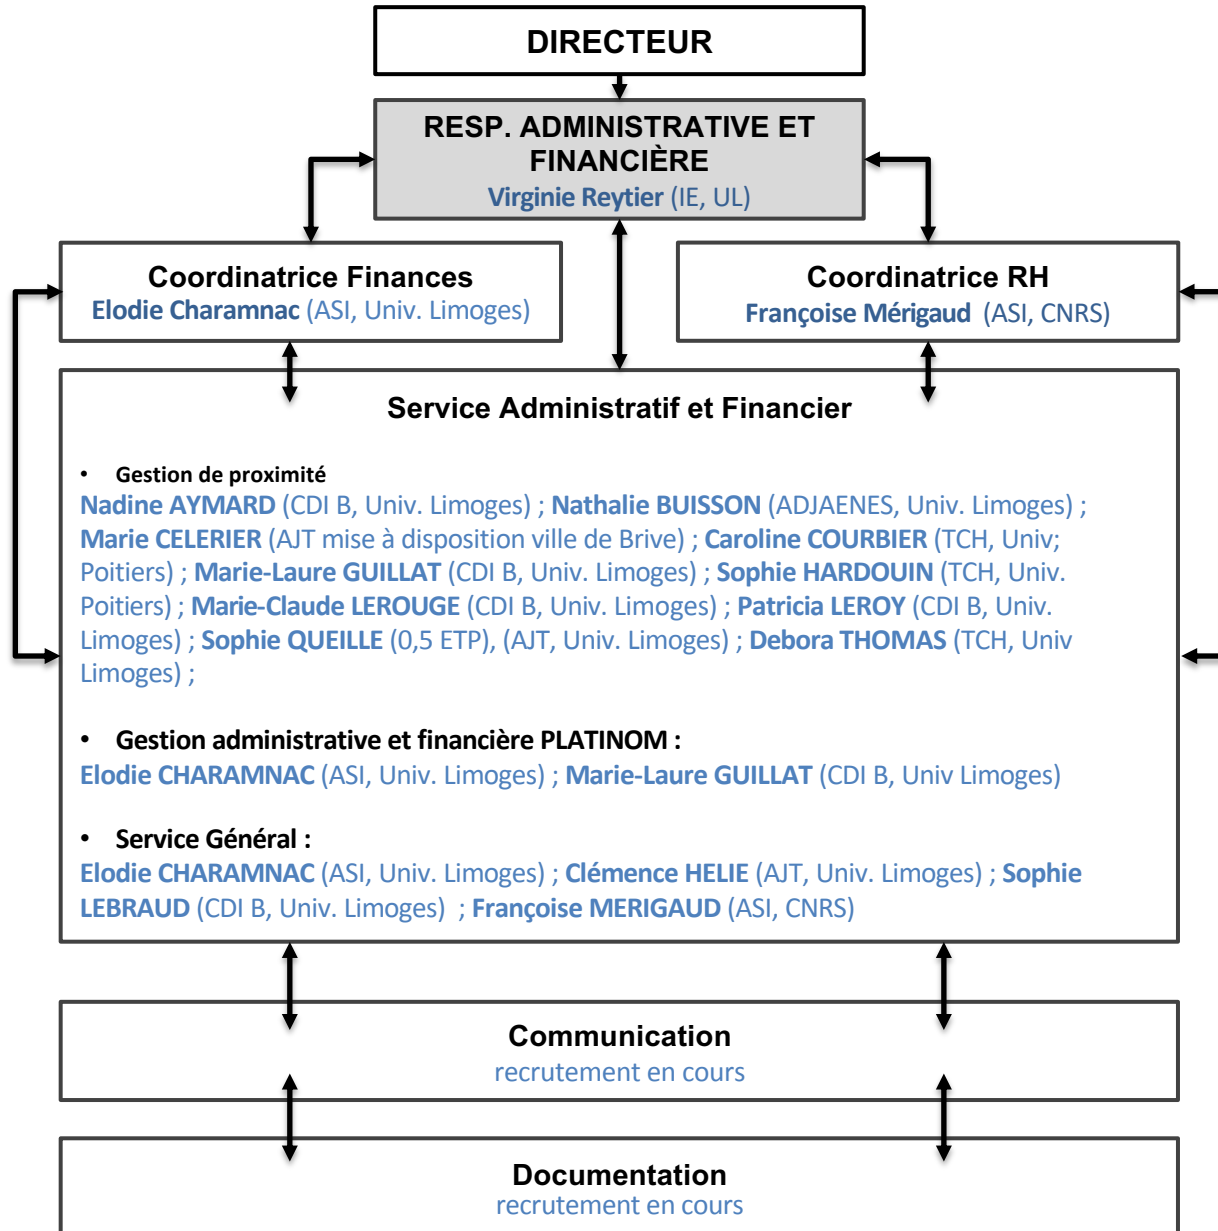 DIRECTEUR
RESP. ADMINISTRATIVE ET
FINANCIÈRE
Virginie Reytier (IE, UL)
Coordinatrice Finances
Elodie Charamnac (ASI, Univ. Limoges)
Coordinatrice RH
Françoise Mérigaud (ASI, CNRS)
Service Administratif et Financier
• Gestion de proximité
Nadine AYMARD (CDI B, Univ. Limoges) ; Nathalie BUISSON (ADJAENES, Univ. Limoges) ;
Marie CELERIER (AJT mise à disposition ville de Brive) ; Caroline COURBIER (TCH, Univ;
Poitiers) ; Marie-Laure GUILLAT (CDI B, Univ. Limoges) ; Sophie HARDOUIN (TCH, Univ.
Poitiers) ; Marie-Claude LEROUGE (CDI B, Univ. Limoges) ; Patricia LEROY (CDI B, Univ.
Limoges) ; Sophie QUEILLE (0,5 ETP), (AJT, Univ. Limoges) ; Debora THOMAS (TCH, Univ
Limoges) ;
• Gestion administrative et financière PLATINOM :
Elodie CHARAMNAC (ASI, Univ. Limoges) ; Marie-Laure GUILLAT (CDI B, Univ Limoges)
• Service Général :
Elodie CHARAMNAC (ASI, Univ. Limoges) ; Clémence HELIE (AJT, Univ. Limoges) ; Sophie
LEBRAUD (CDI B, Univ. Limoges) ; Françoise MERIGAUD (ASI, CNRS)
Communication
recrutement en cours
Documentation
recrutement en cours